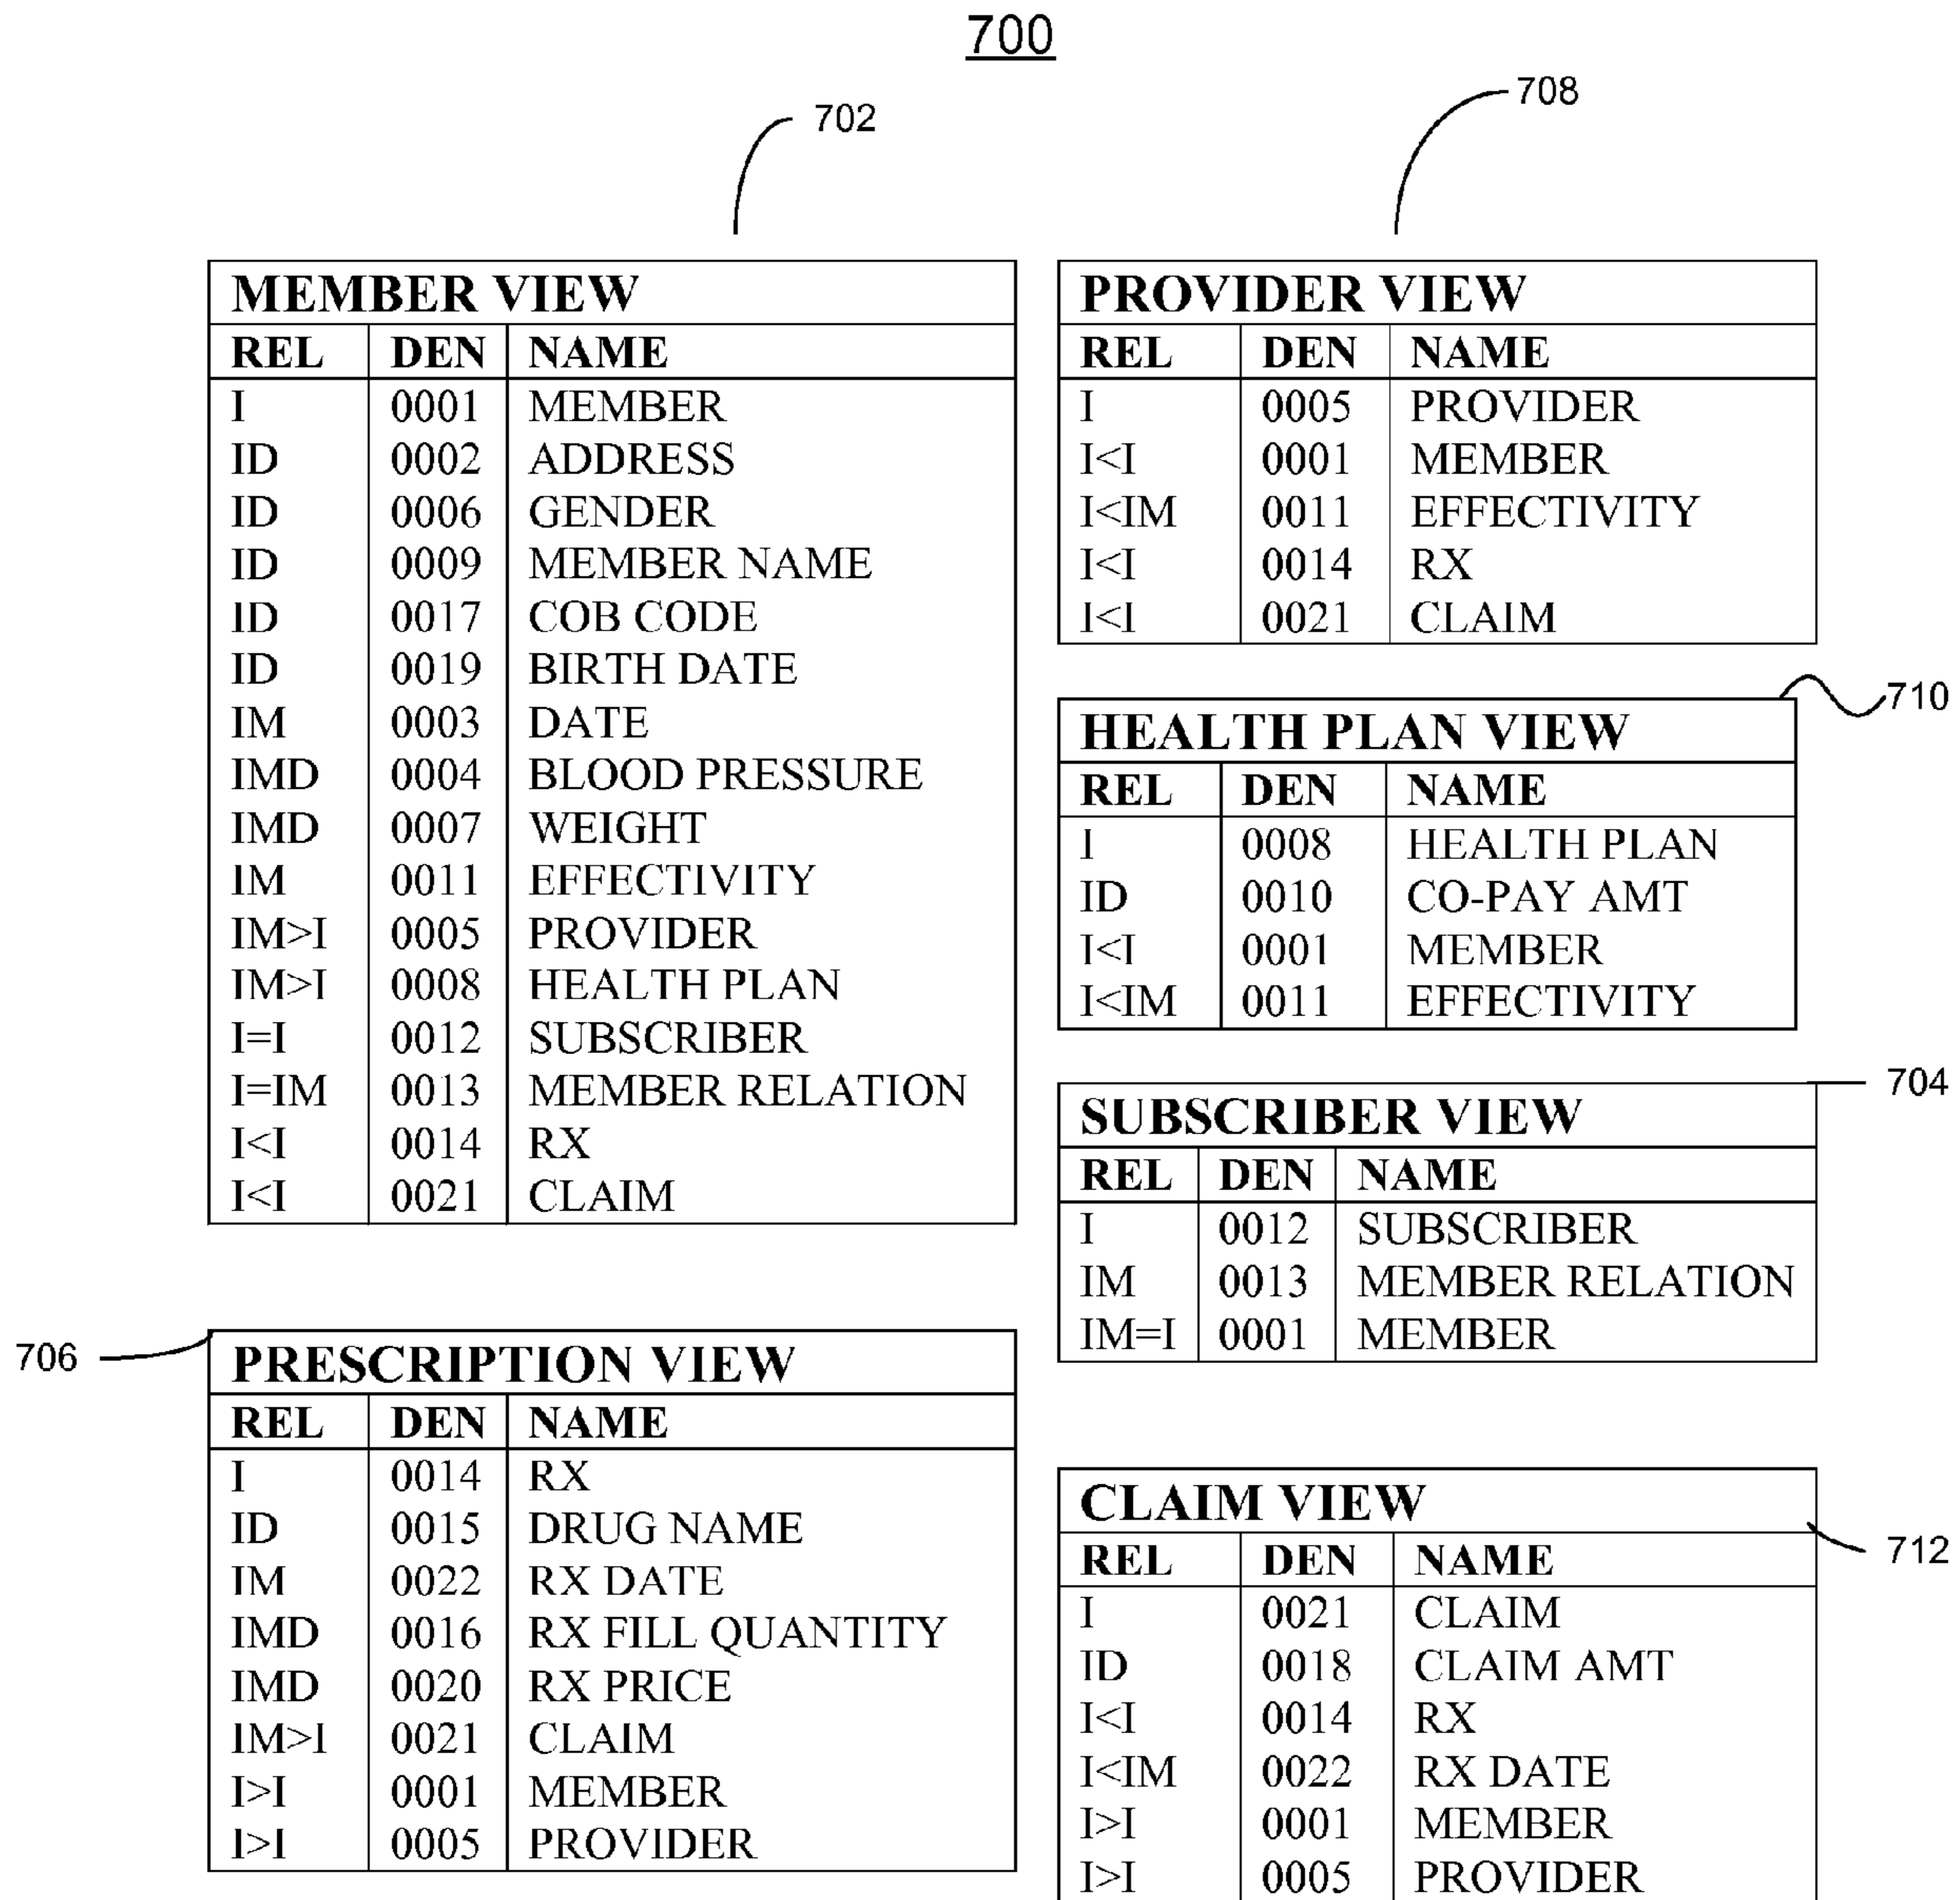 700
702
708
MEMBER VIEW
REL DEN NAME
I 0001 MEMBER
ID 0002 ADDRESS
ID 0006 GENDER
ID 0009 MEMBER NAME
ID 0017 COB CODE
ID 0019 BIRTH DATE
IM 0003 DATE
IMD 0004 BLOOD PRESSURE
IMD 0007 WEIGHT
IM 0011 EFFECTIVITY
IM>I 0005 PROVIDER
IM>I 0008 HEALTH PLAN
I=I 0012 SUBSCRIBER
I=IM 0013 MEMBER RELATION
I<I 0014 RX
I<I 0021 CLAIM
706
PRESCRIPTION VIEW
REL DEN NAME
I 0014 RX
ID 0015 DRUG NAME
IM 0022 RX DATE
IMD 0016 RX FILL QUANTITY
IMD 0020 RX PRICE
IM>I 0021 CLAIM
I>I 0001 MEMBER
I>I 0005 PROVIDER
PROVIDER VIEW
REL DEN NAME
I 0005 PROVIDER
I<I 0001 MEMBER
I<IM 0011 EFFECTIVITY
I<I 0014 RX
I<I 0021 CLAIM
710
HEALTH PLAN VIEW
REL DEN NAME
I 0008 HEALTH PLAN
ID 0010 CO-PAY AMT
I<I 0001 MEMBER
I<IM 0011 EFFECTIVITY
704
SUBSCRIBER VIEW
REL DEN NAME
I 0012 SUBSCRIBER
IM 0013 MEMBER RELATION
IM=I 0001 MEMBER
CLAIM VIEW
712
REL DEN NAME
I 0021 CLAIM
ID 0018 CLAIM AMT
I<I 0014 RX
I<IM 0022 RX DATE
I>I 0001 MEMBER
I>I 0005 PROVIDER